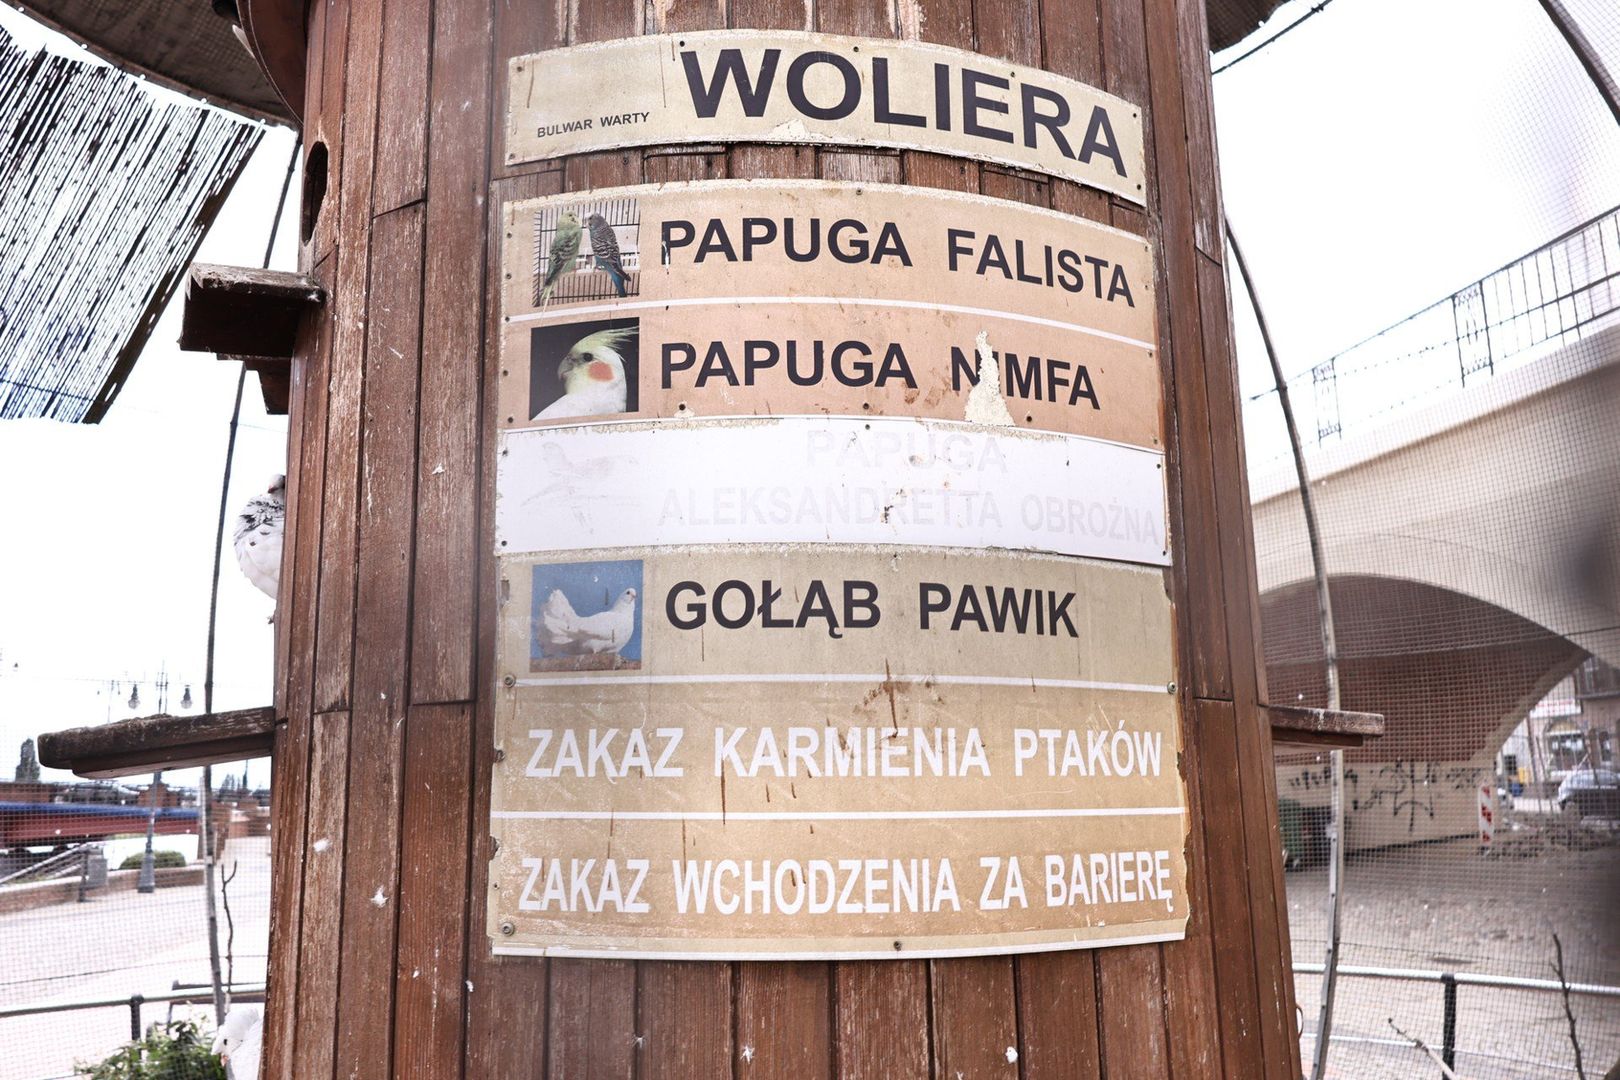 BULWAR WARTY WOLIERA
PAPUGA FALISTA
PAPUGA NIMFA
PAPUGA
ALEKSANDRETTA OBROŻNA
GOŁĄB PAWIK
ZAKAZ KARMIENIA PTAKÓW
ZAKAZ WCHODZENIA ZA BARIERĘ